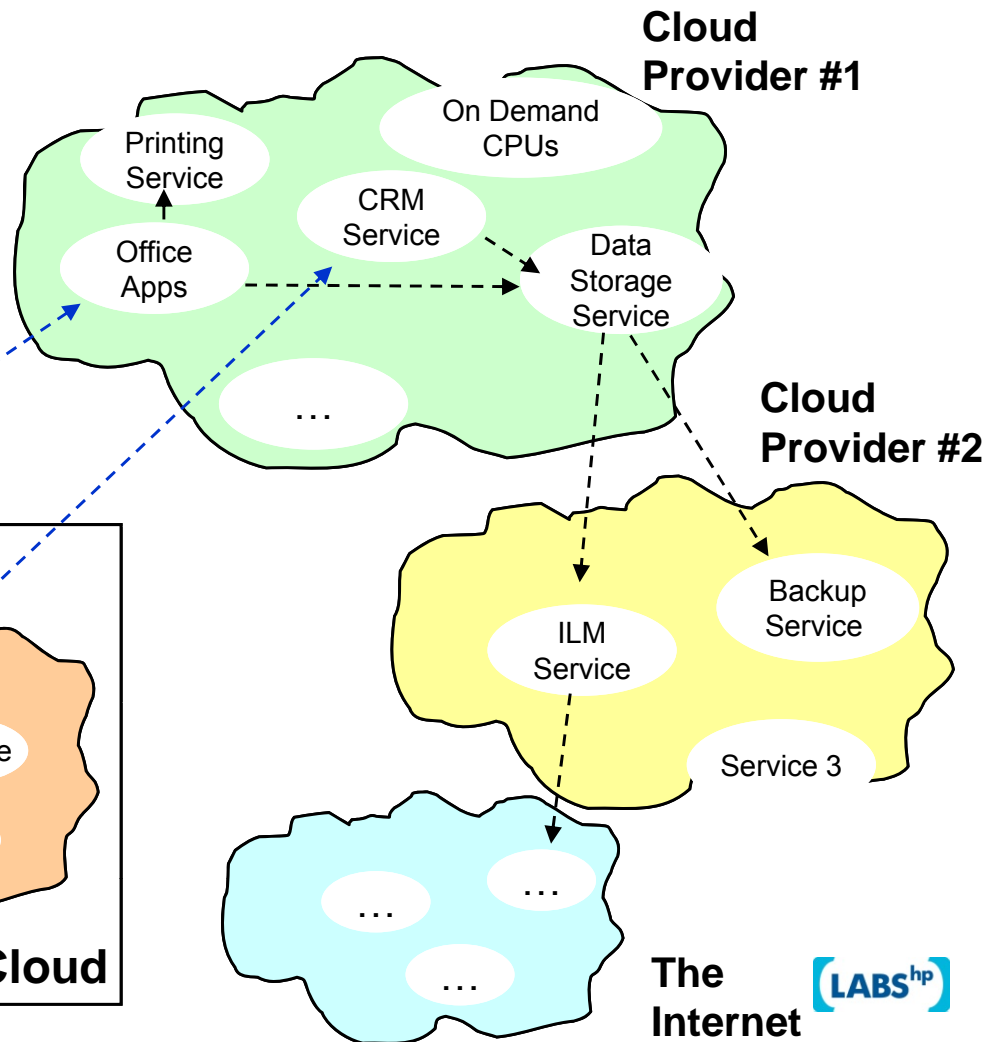 Cloud
Provider #1
On Demand
CPUs
Printing
Service
CRM
Service
Office
Apps
Data
Storage
Service
...
Cloud
Provider #2
Backup
Service
ILM
Service
Service 3
e
...
...
...
Cloud
The
Internet
LABS hp